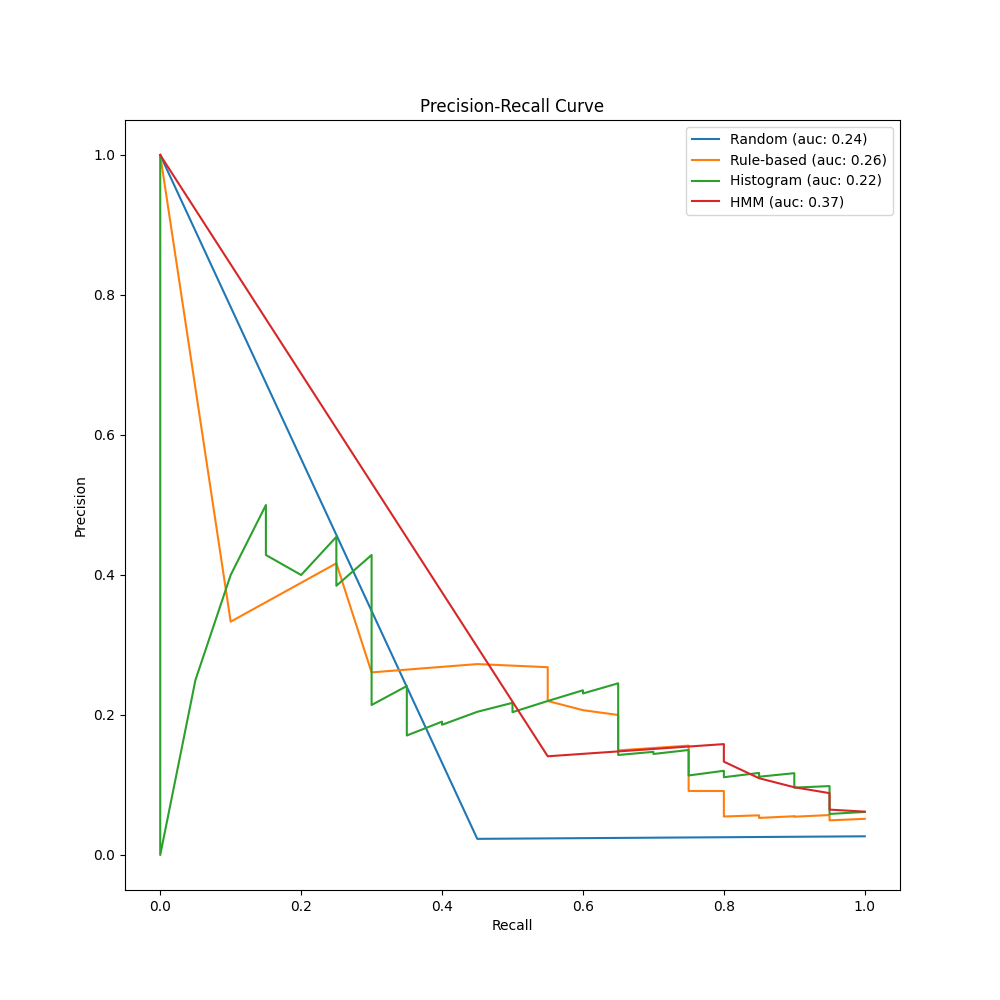 Precision-Recall Curve
Random (auc: 0.24)
Rule-based (auc: 0.26)
Histogram (auc: 0.22)
HMM (auc: 0.37)
1.0
0.8
0.6
0.4
0.2
0.0
Precision
0.0 0.2 0.4 0.6 0.8 1.0
Recall